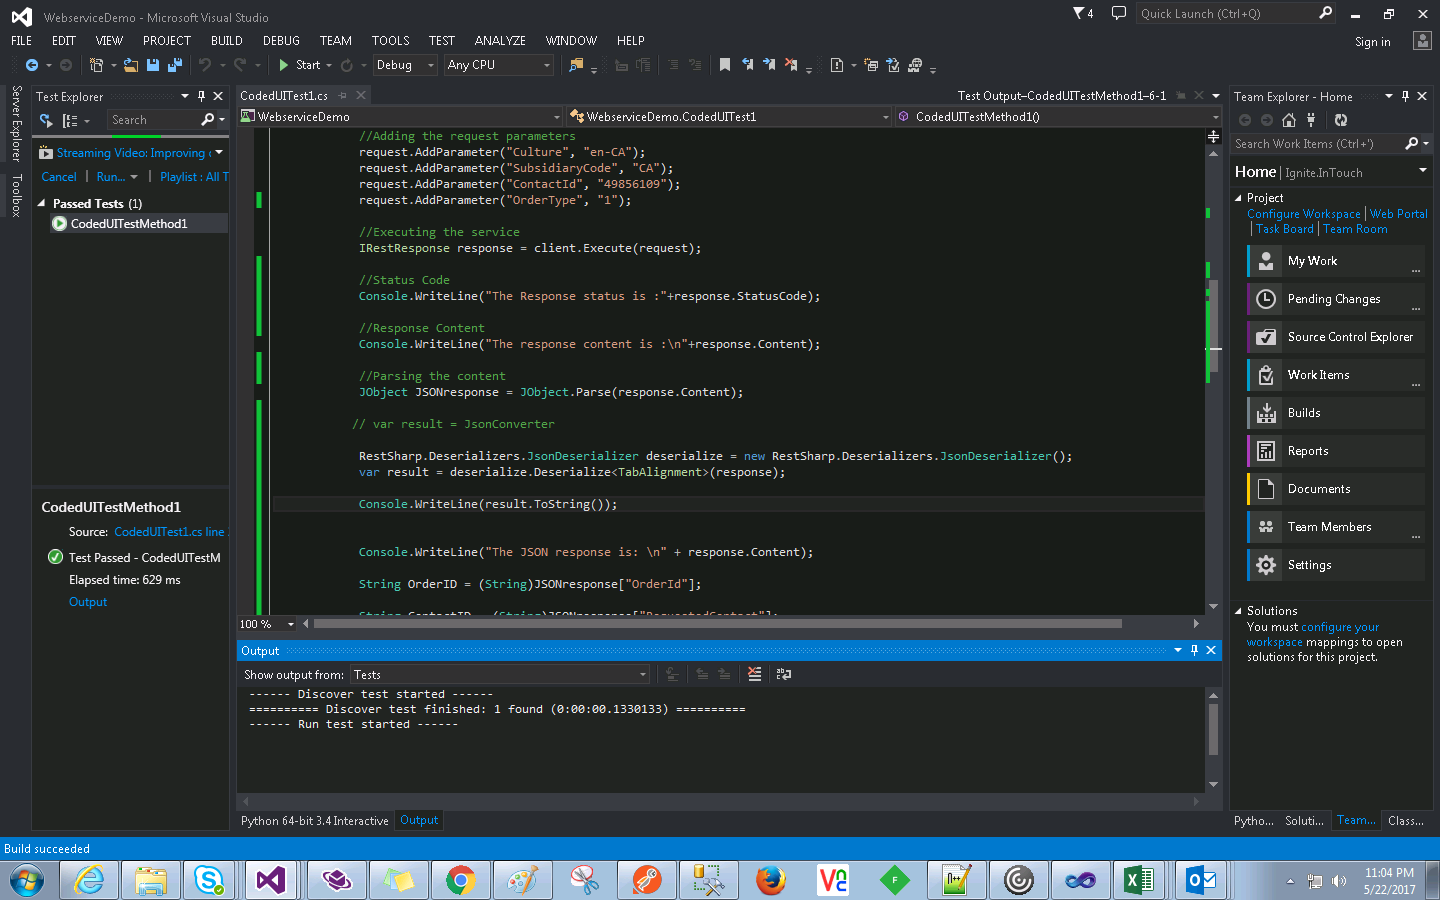 WebserviceDemo - Microsoft Visual Studio
4
Quick Launch (Ctrl+Q)
FILE EDIT VIEW PROJECT BUILD DEBUG TEAM TOOLS TEST ANALYZE WINDOW HELP
Sign in
Start Debug Any CPU
Server Explorer
Toolbox
Test Explorer
Search
Streaming Video: Improving
Cancel | Run... | Playlist : All T
Passed Tests (1)
CodedUITestMethod1
CodedUITestMethod1
Source: CodedUITest1.cs line
Test Passed - CodedUITestM
Elapsed time: 629 ms
Output
CodedUITest1.cs
Test Output–CodedUITestMethod1–6-1
WebserviceDemo
WebserviceDemo.CodedUITest1
CodedUITestMethod1()
//Adding the request parameters
request.AddParameter("Culture", "en-CA");
request.AddParameter("SubsidiaryCode", "CA");
request.AddParameter("ContactId", "49856109");
request.AddParameter("OrderType", "1");
//Executing the service
IRestResponse response = client.Execute(request);
//Status Code
Console.WriteLine("The Response status is :"+response.StatusCode);
//Response Content
Console.WriteLine("The response content is :\n"+response.Content);
//Parsing the content
JObject JSONresponse = JObject.Parse(response.Content);
// var result = JsonConverter
RestSharp.Deserializers.JsonDeserializer deserialize = new RestSharp.Deserializers.JsonDeserializer();
var result = deserialize.Deserialize<TabAlignment>(response);
Console.WriteLine(result.ToString());
Console.WriteLine("The JSON response is: \n" + response.Content);
String OrderID = (String)JSONresponse["OrderId"];
String ContactID = (String)JSONresponse["RequestedContact"];
100 %
Output
Show output from: Tests
------ Discover test started ------
========== Discover test finished: 1 found (0:00:00.1330133) ==========
------ Run test started ------
Python 64-bit 3.4 Interactive Output
Team Explorer - Home
Search Work Items (Ctrl+')
Home | Ignite.InTouch
Project
Configure Workspace | Web Portal
| Task Board | Team Room
My Work
Pending Changes
Source Control Explorer
Work Items
Builds
Reports
Documents
Team Members
Settings
Solutions
You must configure your
workspace mappings to open
solutions for this project.
Pytho... Soluti... Team... Class...
Build succeeded
11:04 PM
5/22/2017